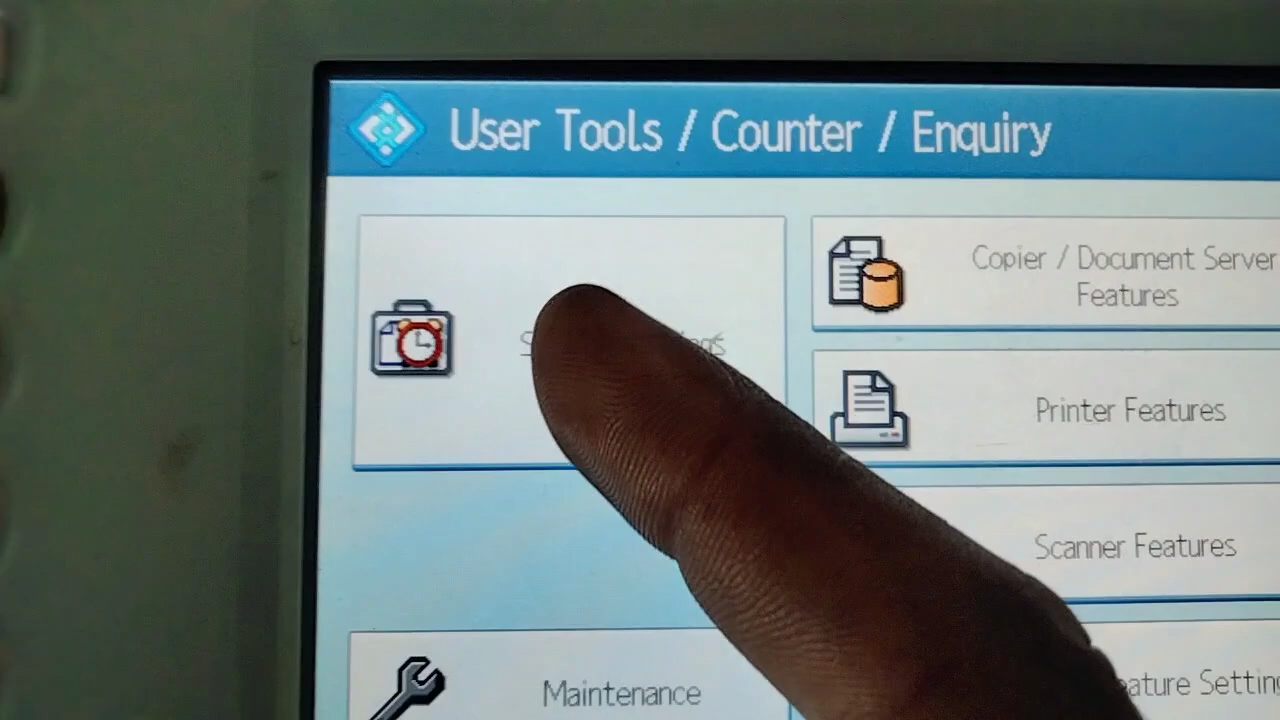 User Tools / Counter / Enquiry
Copier / Document Server
Features
Printer Features
Scanner Features
Maintenance